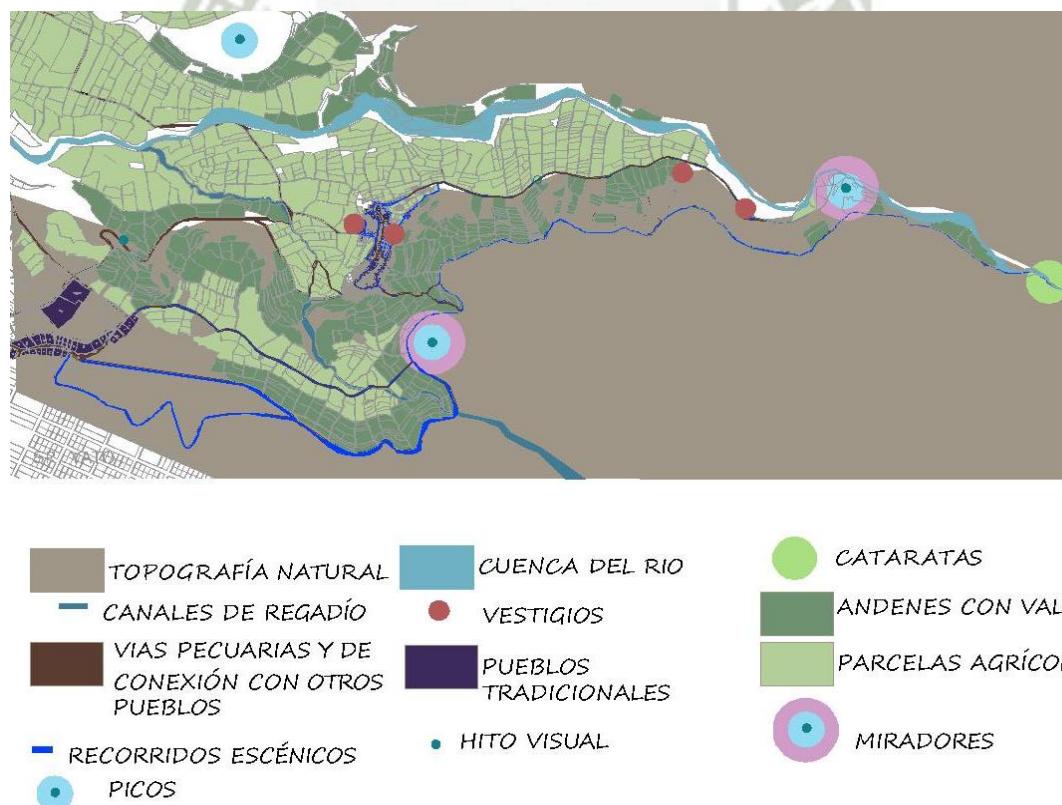 TOPOGRAFÍA NATURAL
CANALES DE REGADÍO
VIAS PECUARIAS Y DE
CONEXIÓN CON OTROS
PUEBLOS
RECORRIDOS ESCÉNICOS
PICOS
CUENCA DEL RIO
VESTIGIOS
PUEBLOS
TRADICIONALES
HITO VISUAL
CATARATAS
ANDENES CON VAL
PARCELAS AGRÍCO
MIRADORES